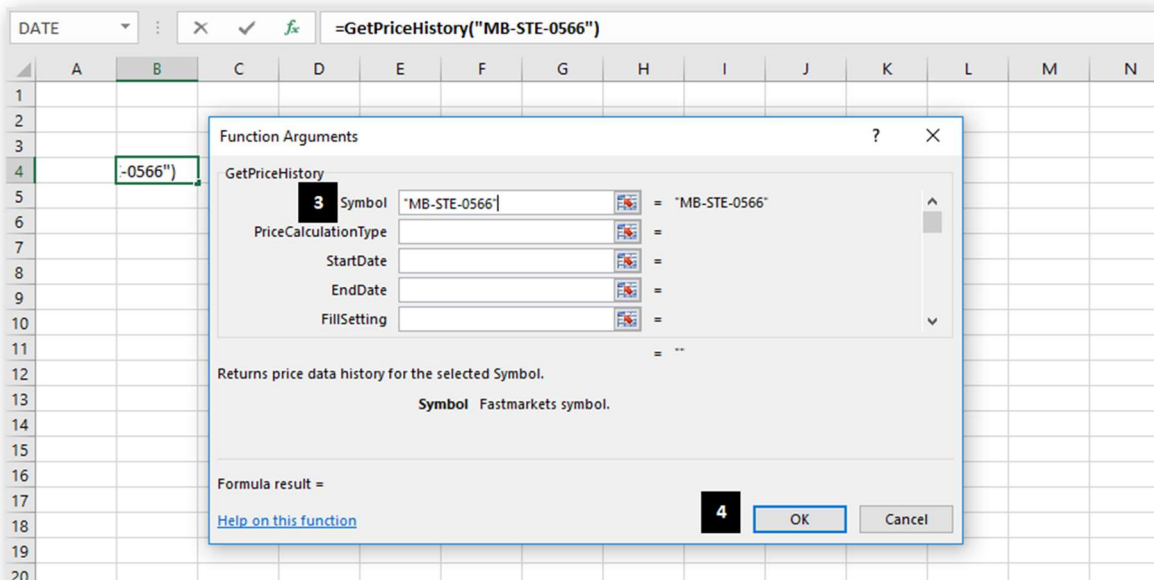 DATE =GetPriceHistory("MB-STE-0566")
A B C D E F G H I J K L M N
1
2
3
4 -0566")
5
6
7
8
9
10
11
12
13
14
15
16
17
18
19
20
Function Arguments ? ×
GetPriceHistory
3 Symbol "MB-STE-0566" = "MB-STE-0566"
PriceCalculationType =
StartDate =
EndDate =
FillSetting =
= ""
Returns price data history for the selected Symbol.
Symbol Fastmarkets symbol.
Formula result =
Help on this function
4 OK Cancel